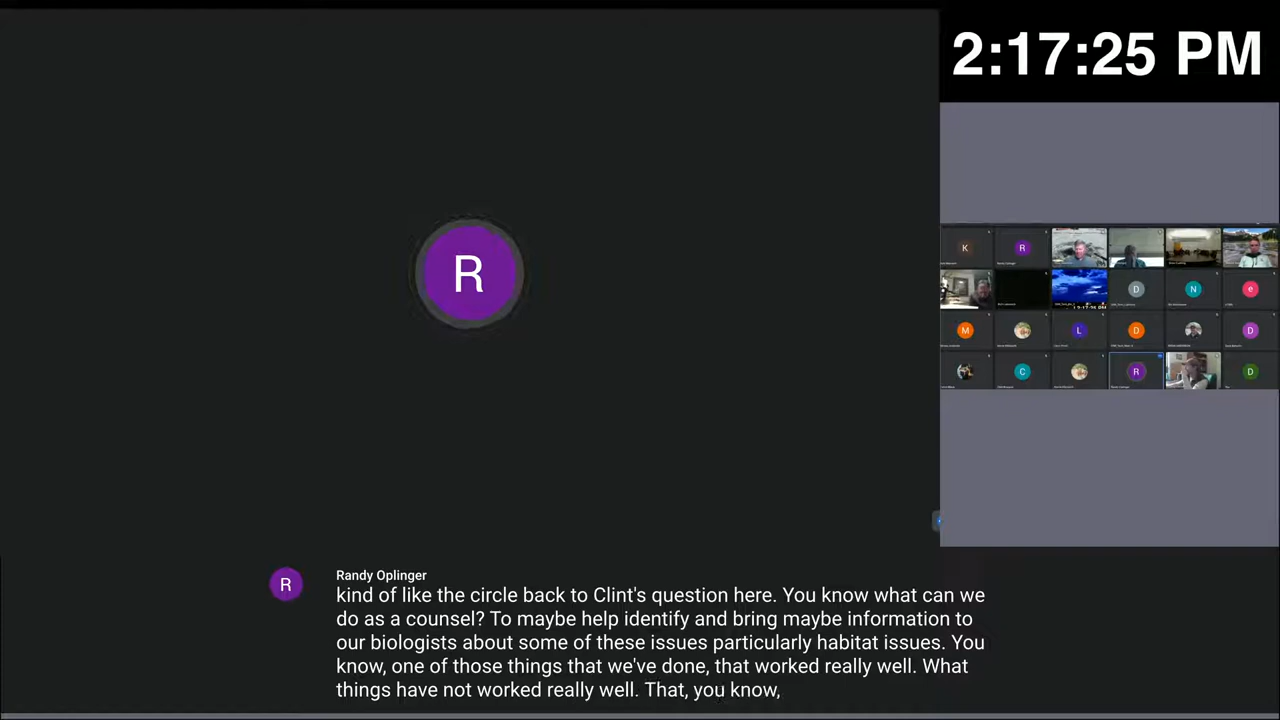 2:17:25 PM
R
K
R
D
N
e
M
L
D
D
C
R
D
R
Randy Oplinger
kind of like the circle back to Clint's question here. You know what can we
do as a counsel? To maybe help identify and bring maybe information to
our biologists about some of these issues particularly habitat issues. You
know, one of those things that we've done, that worked really well. What
things have not worked really well. That, you know,